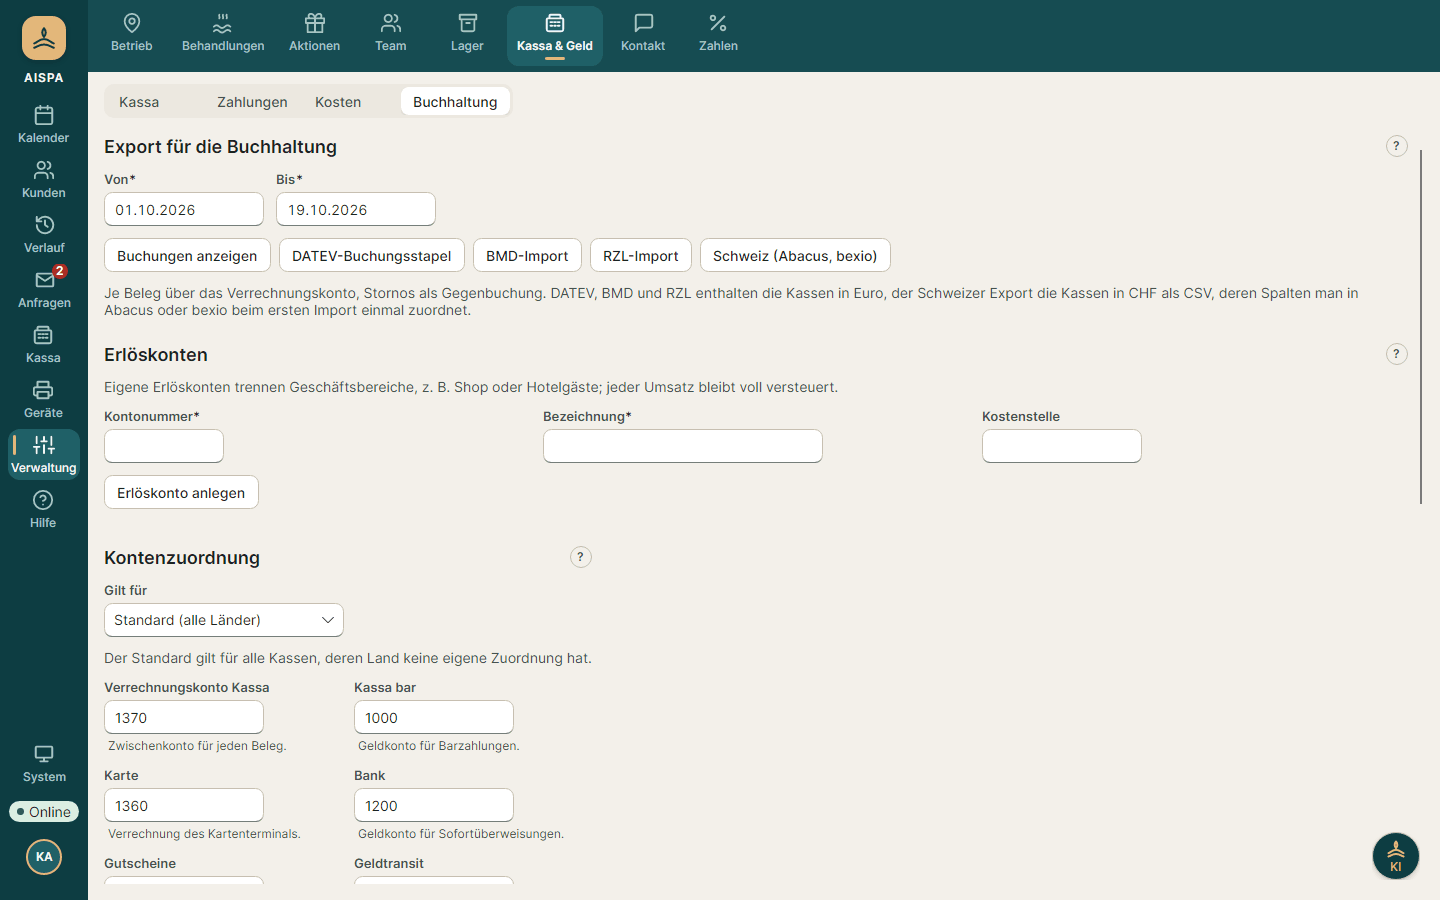 AISPA
Kalender
Kunden
Verlauf
2
Anfragen
Kassa
Geräte
Verwaltung
Hilfe
System
Online
KA
Betrieb
Behandlungen
Aktionen
Team
Lager
Kassa & Geld
Kontakt
Zahlen
Kassa
Zahlungen
Kosten
Buchhaltung
Export für die Buchhaltung
?
Von*
Bis*
01.10.2026
19.10.2026
Buchungen anzeigen
DATEV-Buchungsstapel
BMD-Import
RZL-Import
Schweiz (Abacus, bexio)
Je Beleg über das Verrechnungskonto, Stornos als Gegenbuchung. DATEV, BMD und RZL enthalten die Kassen in Euro, der Schweizer Export die Kassen in CHF als CSV, deren Spalten man in
Abacus oder bexio beim ersten Import einmal zuordnet.
Erlöskonten
?
Eigene Erlöskonten trennen Geschäftsbereiche, z. B. Shop oder Hotelgäste; jeder Umsatz bleibt voll versteuert.
Kontonummer*
Bezeichnung*
Kostenstelle
Erlöskonto anlegen
Kontenzuordnung
?
Gilt für
Standard (alle Länder)
Der Standard gilt für alle Kassen, deren Land keine eigene Zuordnung hat.
Verrechnungskonto Kassa
Kassa bar
1370
1000
Zwischenkonto für jeden Beleg.
Geldkonto für Barzahlungen.
Karte
Bank
1360
1200
Verrechnung des Kartenterminals.
Geldkonto für Sofortüberweisungen.
Gutscheine
Geldtransit
KI